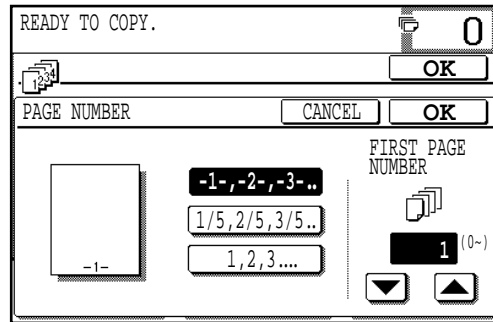 READY TO COPY.
0
1234
OK
PAGE NUMBER
CANCEL
OK
FIRST PAGE
NUMBER
-1-,-2-,-3-..
1/5,2/5,3/5..
1,2,3....
-1-
1
(0~)